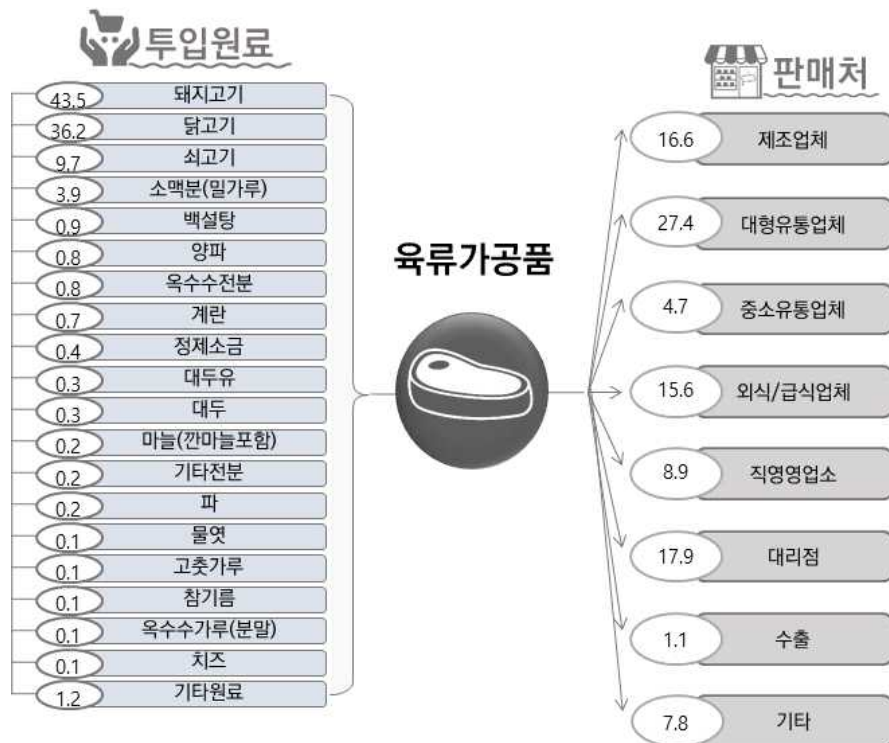 투입원료
43.5 돼지고기
36.2 닭고기
9.7 쇠고기
3.9 소맥분(밀가루)
0.9 백설탕
0.8 양파
0.8 옥수수전분
0.7 계란
0.4 정제소금
0.3 대두유
0.3 대두
0.2 마늘(깐마늘포함)
0.2 기타전분
0.2 파
0.1 물엿
0.1 고춧가루
0.1 참기름
0.1 옥수수가루(분말)
0.1 치즈
1.2 기타원료
육류가공품
판매처
16.6 제조업체
27.4 대형유통업체
4.7 중소유통업체
15.6 외식/급식업체
8.9 직영영업소
17.9 대리점
1.1 수출
7.8 기타